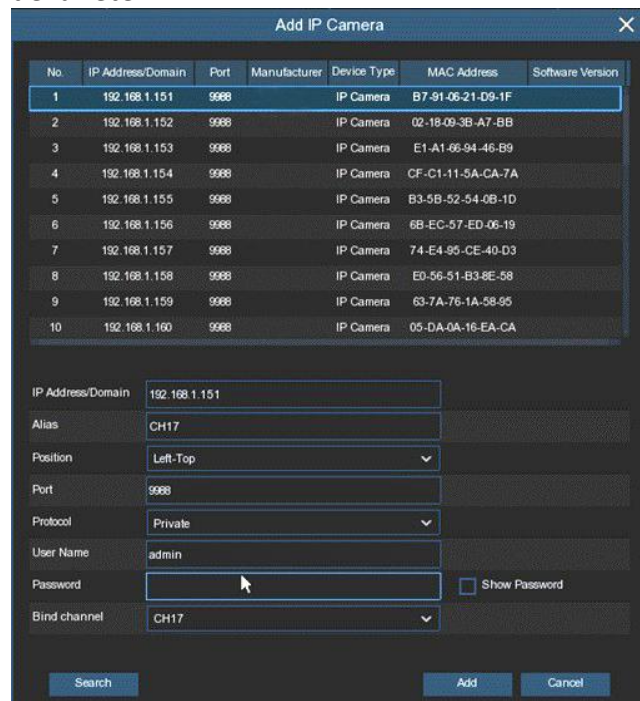 Add IP Camera
No. IP Address/Domain Port Manufacturer Device Type MAC Address Software Version
1 192.168.1.151 9988 IP Camera B7-91-06-21-D9-1F
2 192.168.1.152 9988 IP Camera 02-18-09-3B-A7-BB
3 192.168.1.153 9988 IP Camera E1-A1-66-94-46-B9
4 192.168.1.154 9988 IP Camera CF-C1-11-5A-CA-7A
5 192.168.1.155 9988 IP Camera B3-5B-52-54-0B-1D
6 192.168.1.156 9988 IP Camera 6B-EC-57-ED-06-19
7 192.168.1.157 9988 IP Camera 74-E4-95-CE-40-D3
8 192.168.1.158 9988 IP Camera E0-56-51-B3-8E-58
9 192.168.1.159 9988 IP Camera 63-7A-76-1A-58-95
10 192.168.1.160 9988 IP Camera 05-DA-0A-16-EA-CA
IP Address/Domain 192.168.1.151
Alias CH17
Position Left-Top
Port 9988
Protocol Private
User Name admin
Password Show Password
Bind channel CH17
Search Add Cancel